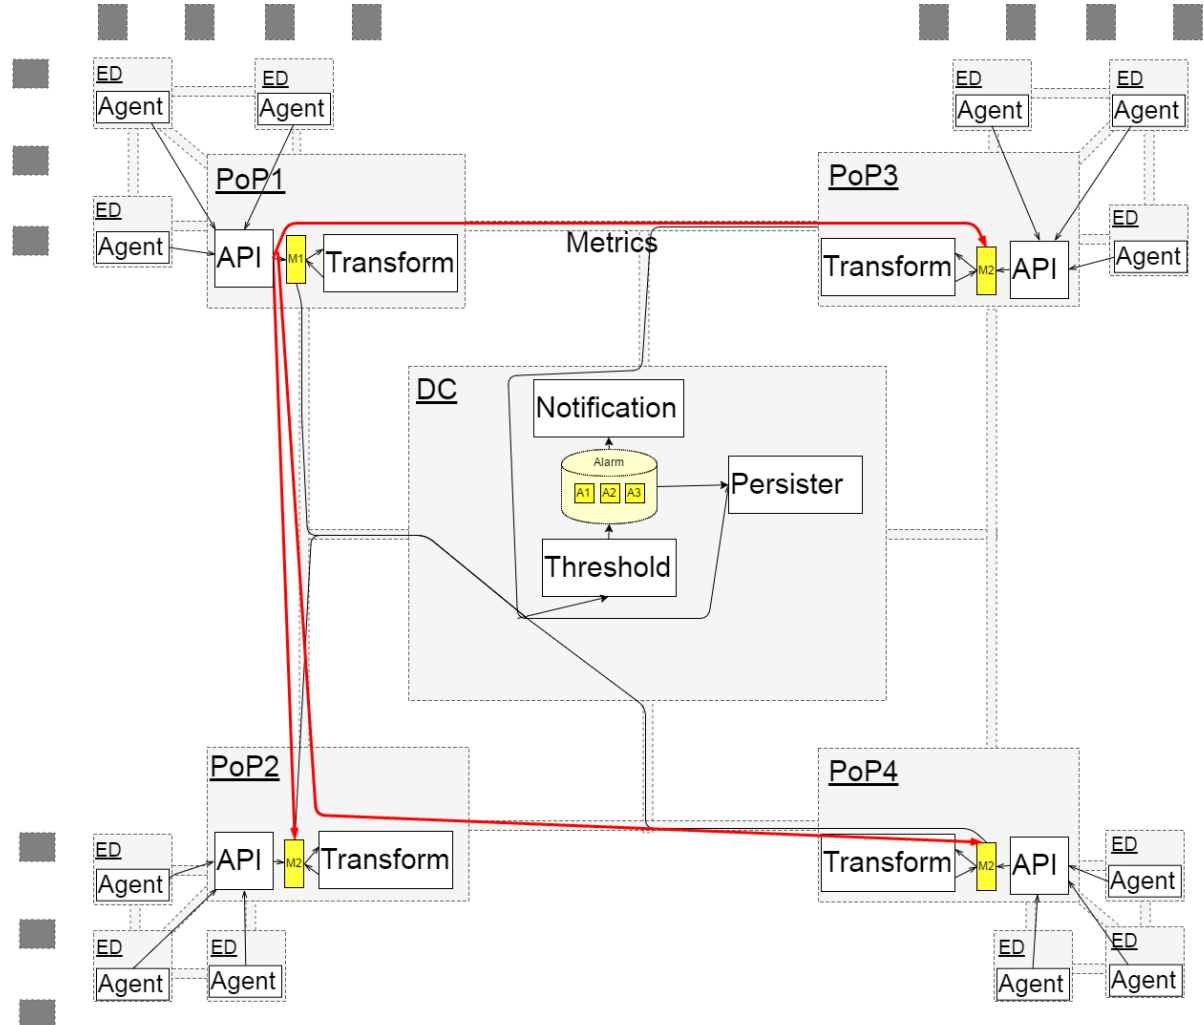 ED
Agent
ED
Agent
ED
Agent
PoP1
API
M1
Transform
Metrics
ED
Agent
ED
Agent
ED
Agent
PoP3
Transform
M2
API
DC
Notification
Alarm
A1 A2 A3
Persister
Threshold
PoP2
API
M2
Transform
ED
Agent
ED
Agent
ED
Agent
PoP4
Transform
M2
API
ED
Agent
ED
Agent
ED
Agent